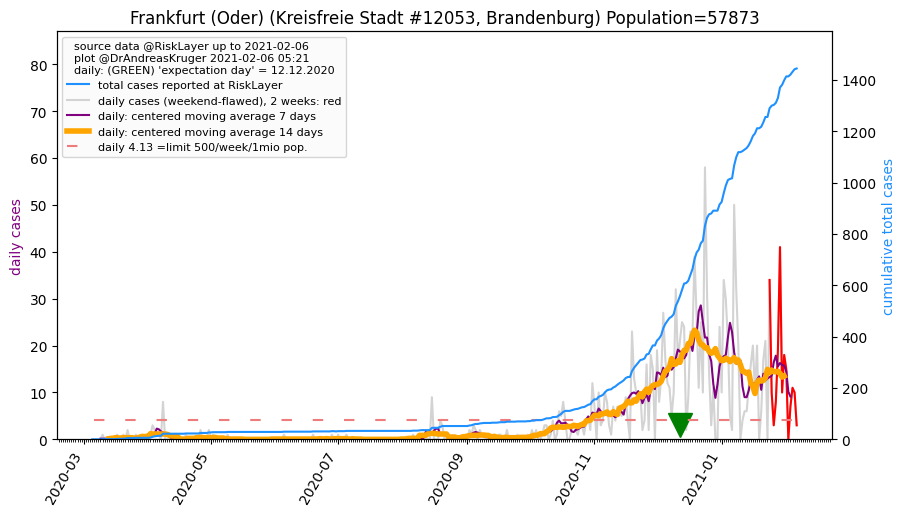 Frankfurt (Oder) (Kreisfreie Stadt #12053, Brandenburg) Population=57873
source data @RiskLayer up to 2021-02-06
plot @DrAndreasKruger 2021-02-06 05:21
daily: (GREEN) 'expectation day' = 12.12.2020
total cases reported at RiskLayer
daily cases (weekend-flawed), 2 weeks: red
daily: centered moving average 7 days
daily: centered moving average 14 days
daily 4.13 =limit 500/week/1mio pop.
daily cases
80
70
60
50
40
30
20
10
0
cumulative total cases
1400
1200
1000
800
600
400
200
0
2020-03
2020-05
2020-07
2020-09
2020-11
2021-01